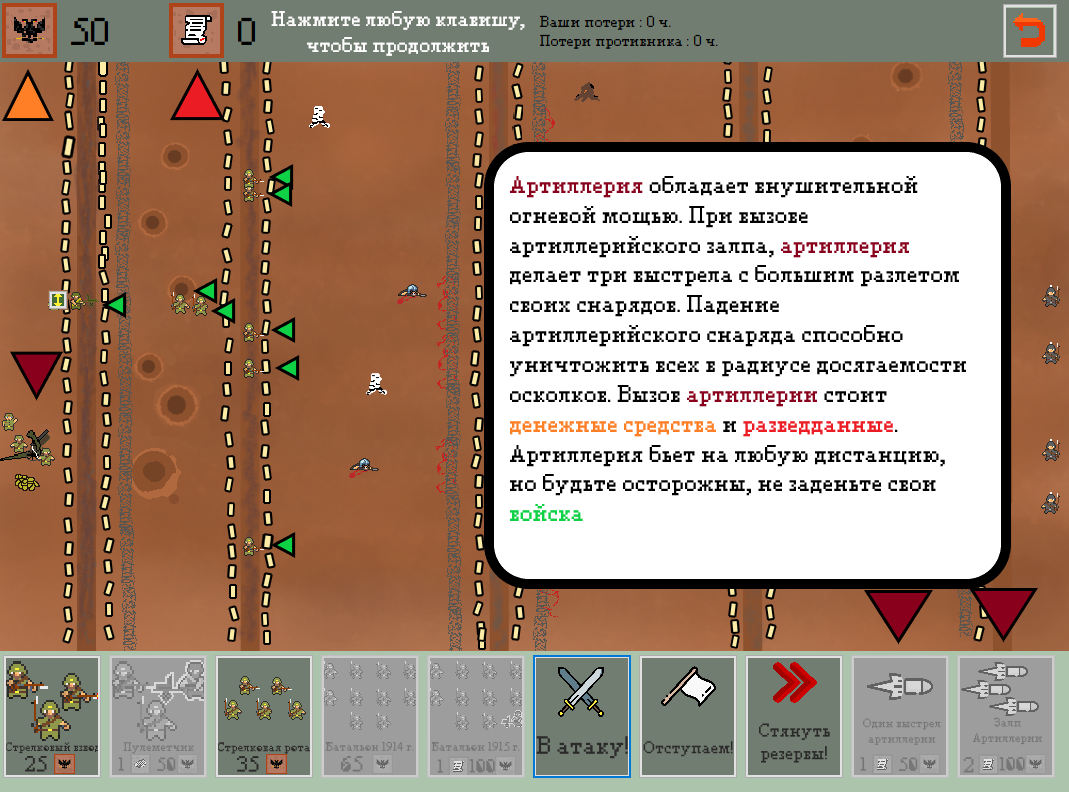 50
0
Нажмите любую клавишу,
чтобы продолжить
Ваши потери : 0 ч.
Потери противника : 0 ч.
Артиллерия обладает внушительной
огневой мощью. При вызове
артиллерийского залпа, артиллерия
делает три выстрела с большим разлетом
своих снарядов. Падение
артиллерийского снаряда способно
уничтожить всех в радиусе досягаемости
осколков. Вызов артиллерии стоит
денежные средства и разведданные.
Артиллерия бьет на любую дистанцию,
но будьте осторожны, не заденьте свои
войска
Стрелковый взвод
25
Пулеметчик
1 50
Стрелковая рота
35
Батальон 1914 г.
65
Батальон 1915 г.
1 100
В атаку!
Отступаем!
Стянуть
резервы!
Один выстрел
артиллерии
1 50
Залп
Артиллерии
2 100